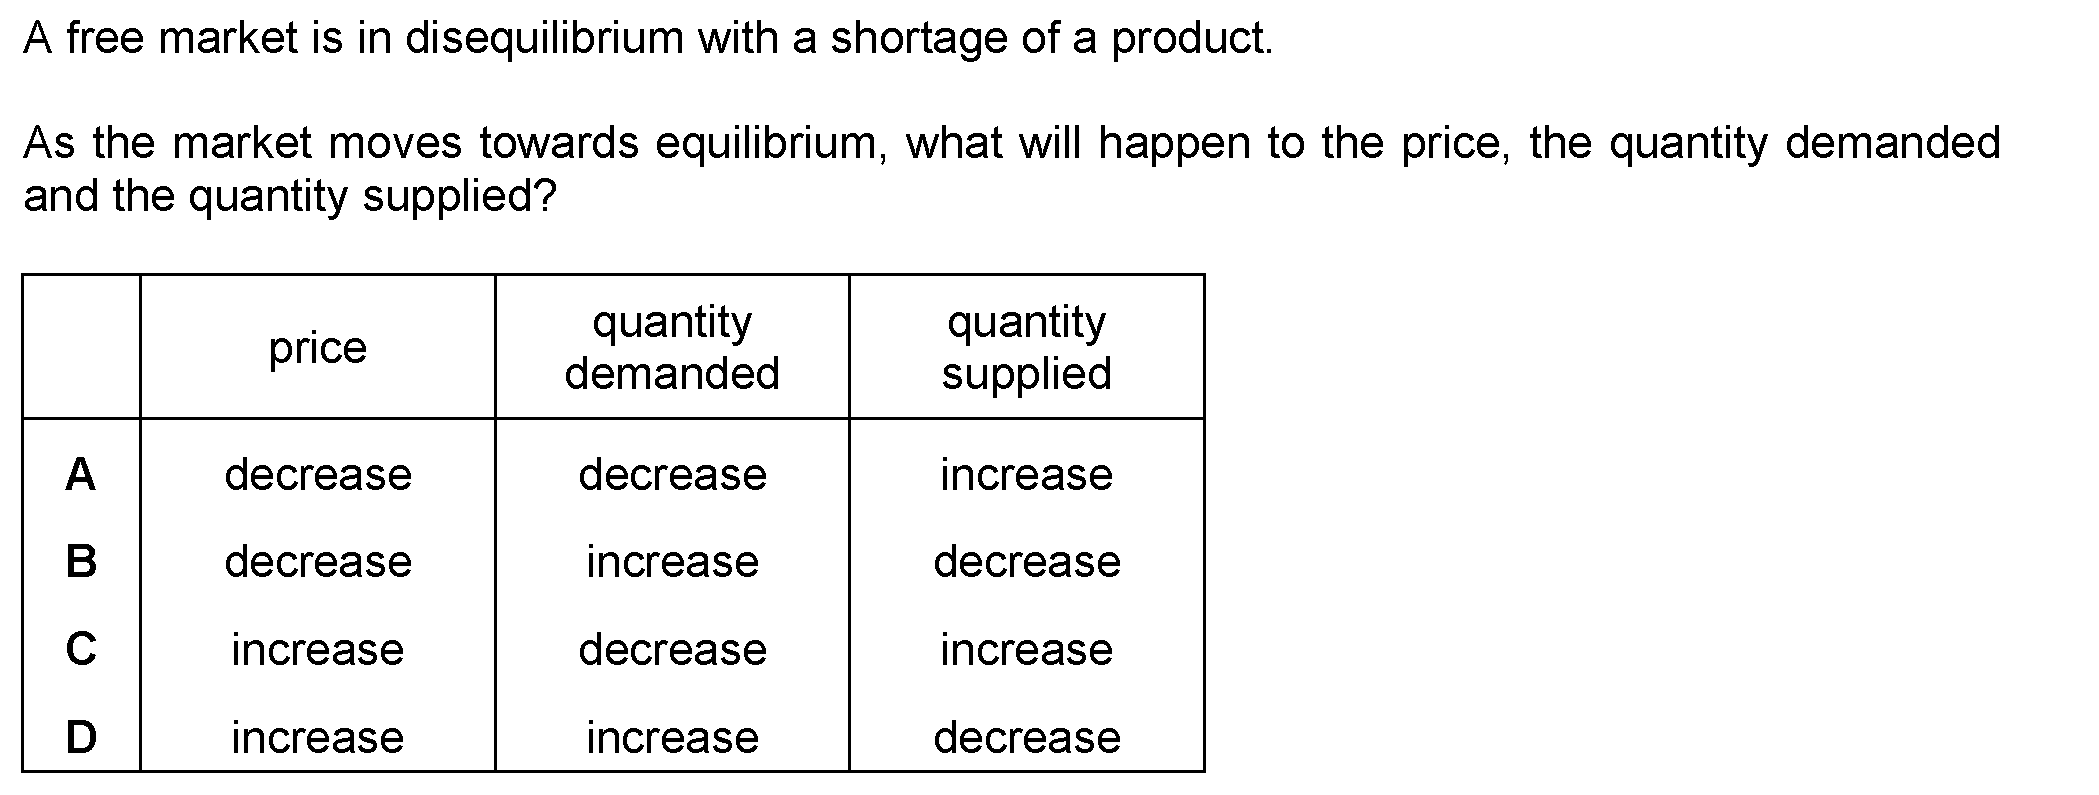 A free market is in disequilibrium with a shortage of a product.
As the market moves towards equilibrium, what will happen to the price, the quantity demanded
and the quantity supplied?
price quantity demanded quantity supplied
A decrease decrease increase
B decrease increase decrease
C increase decrease increase
D increase increase decrease